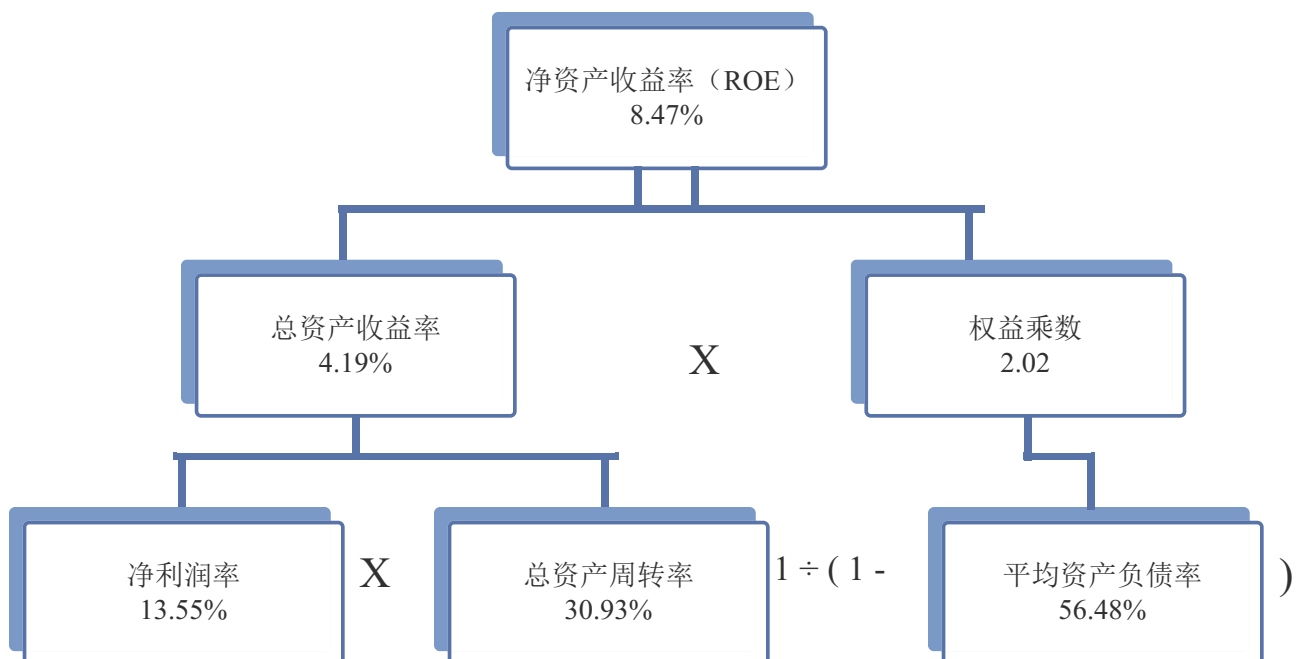 净资产收益率（ROE）
8.47%
总资产收益率
4.19%
X
权益乘数
2.02
净利润率
13.55%
X
总资产周转率
30.93%
1 ÷ ( 1 -
平均资产负债率
56.48%
)